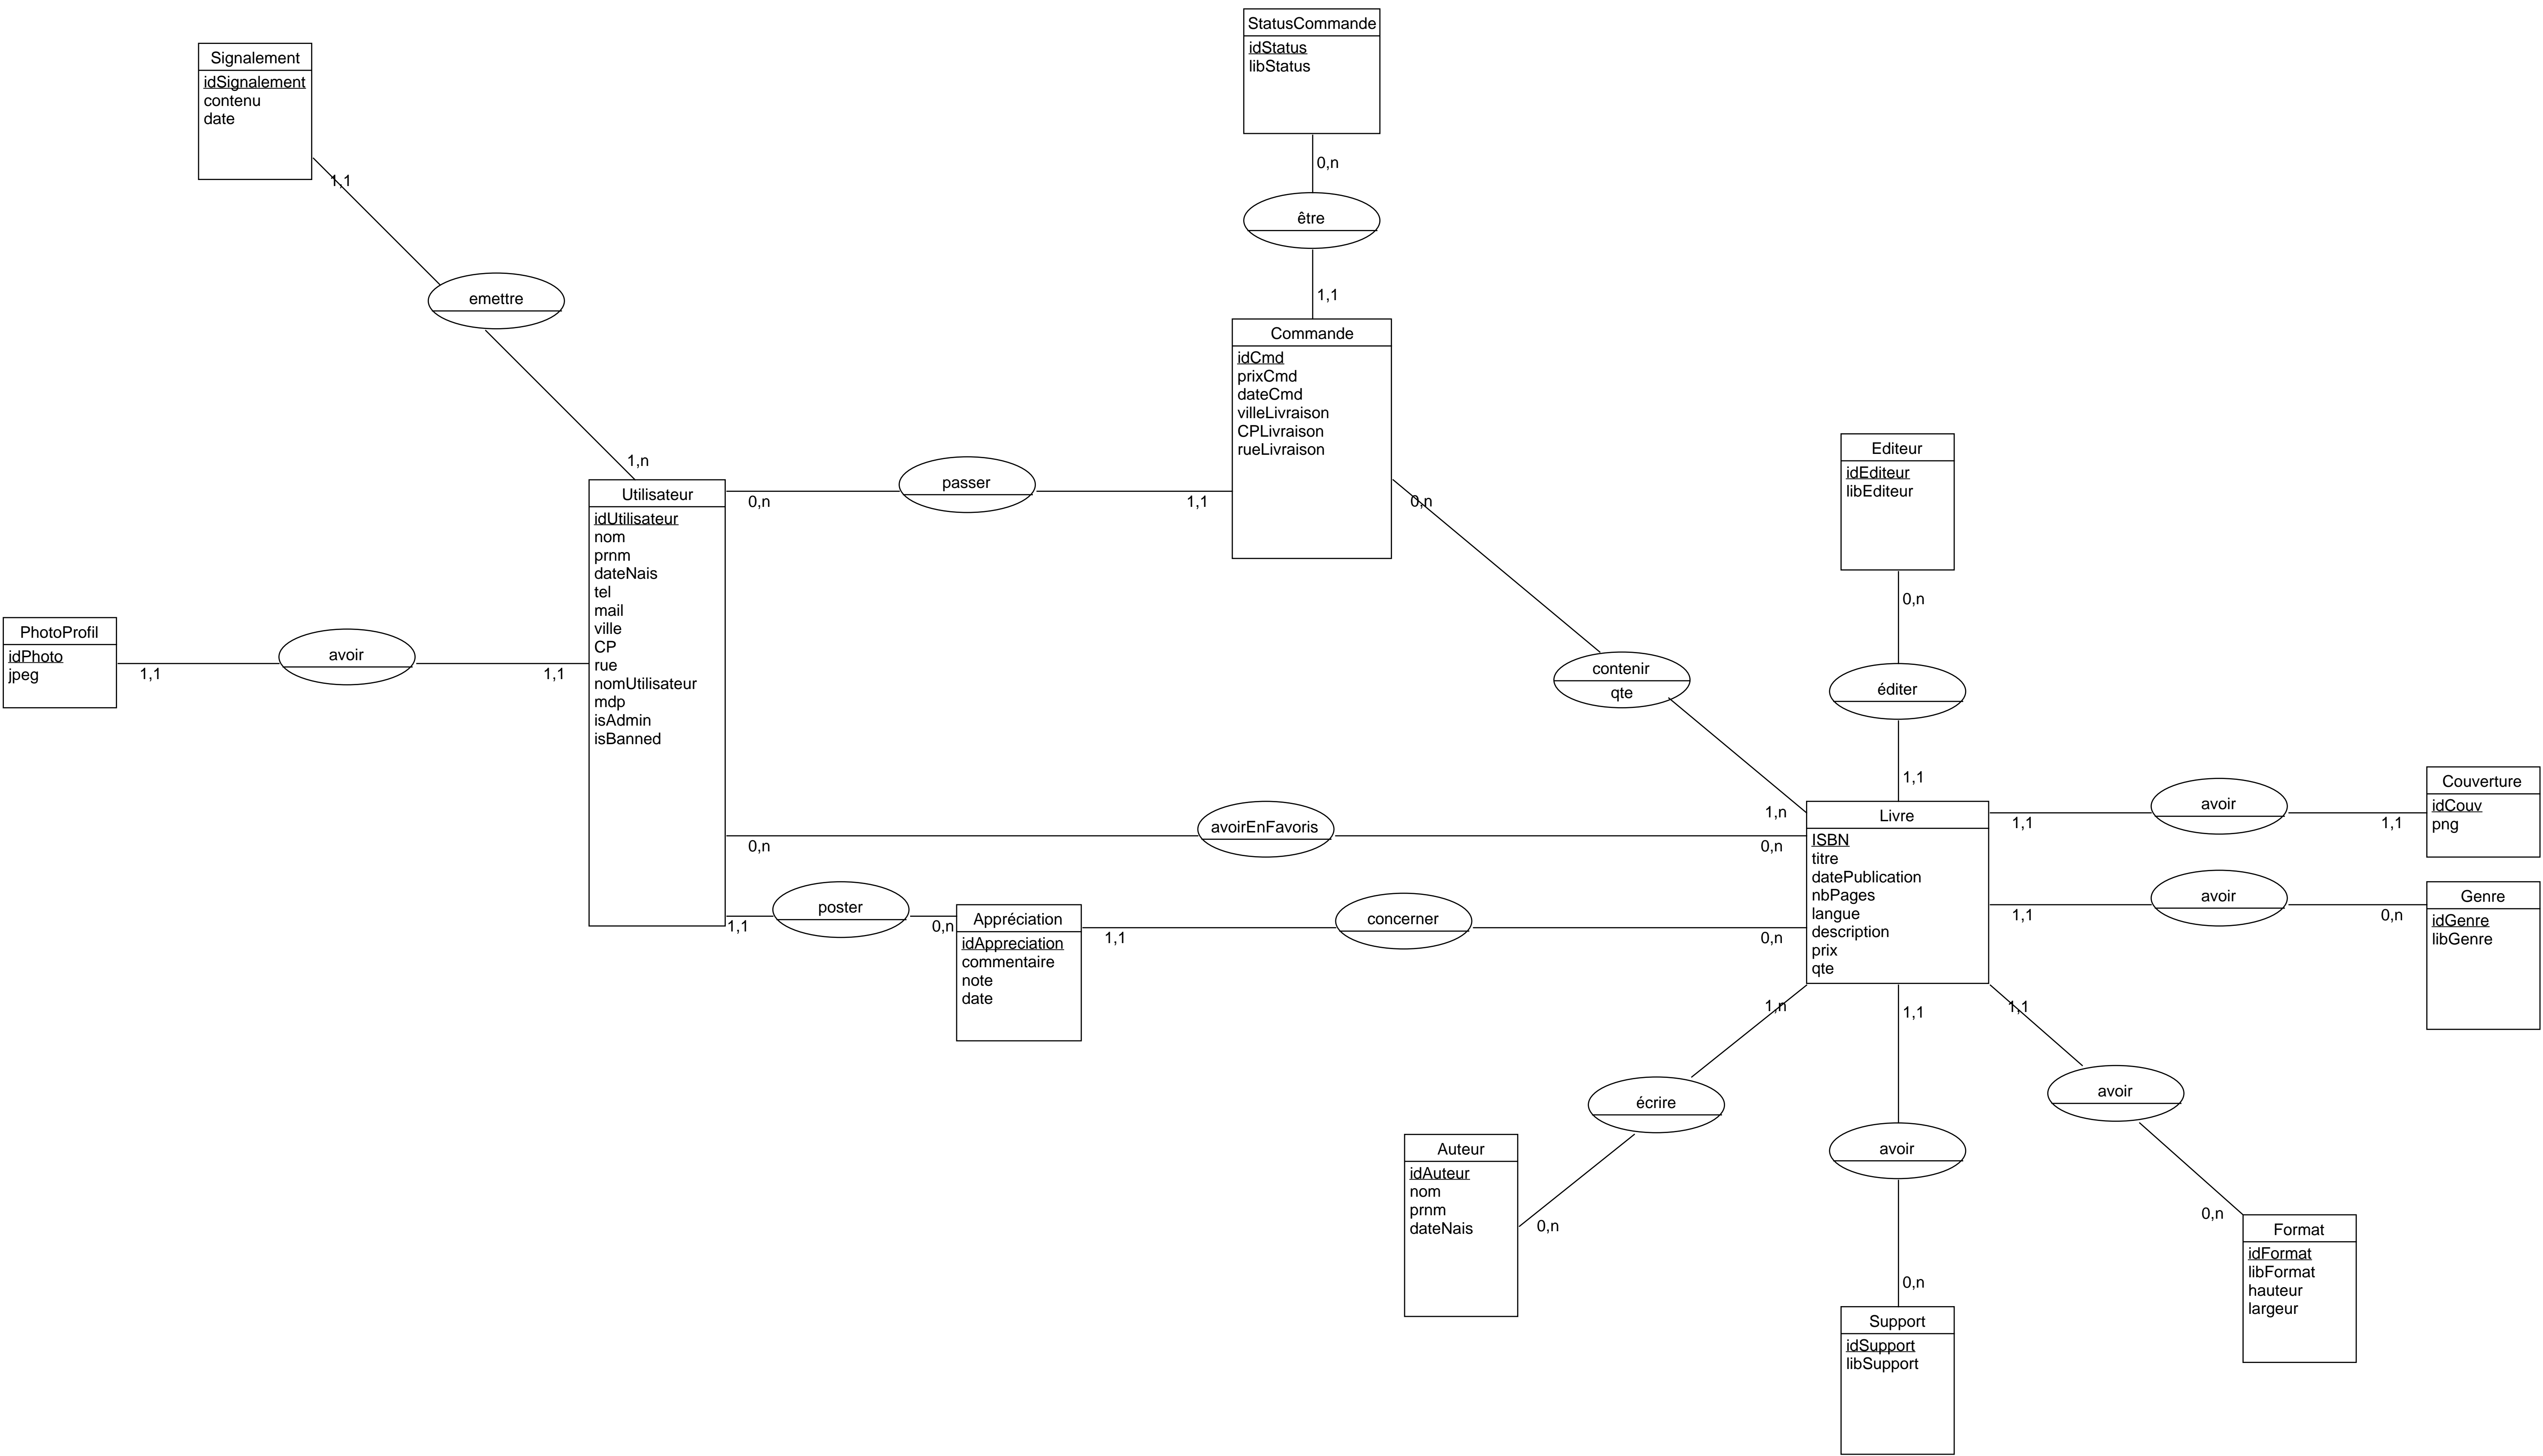 StatusCommande
idStatus
libStatus
0,n
être
1,1
Signalement
idSignalement
contenu
date
1,1
emettre
1,n
Commande
idCmd
prixCmd
dateCmd
villeLivraison
CPLivraison
rueLivraison
0,n
passer
1,1
0,n
Utilisateur
idUtilisateur
nom
prnm
dateNais
tel
mail
ville
CP
rue
nomUtilisateur
mdp
isAdmin
isBanned
PhotoProfil
idPhoto
jpeg
1,1
avoir
1,1
contenir
qte
1,n
Editeur
idEditeur
libEditeur
0,n
éditer
1,1
0,n
avoirEnFavoris
0,n
Livre
ISBN
titre
datePublication
nbPages
langue
description
prix
qte
1,1
avoir
1,1
Couverture
idCouv
png
1,1
avoir
0,n
Genre
idGenre
libGenre
1,1
poster
0,n
Appréciation
idAppreciation
commentaire
note
date
1,1
concerner
0,n
1,n
écrire
0,n
Auteur
idAuteur
nom
prnm
dateNais
1,1
avoir
0,n
Support
idSupport
libSupport
1,1
avoir
0,n
Format
idFormat
libFormat
hauteur
largeur